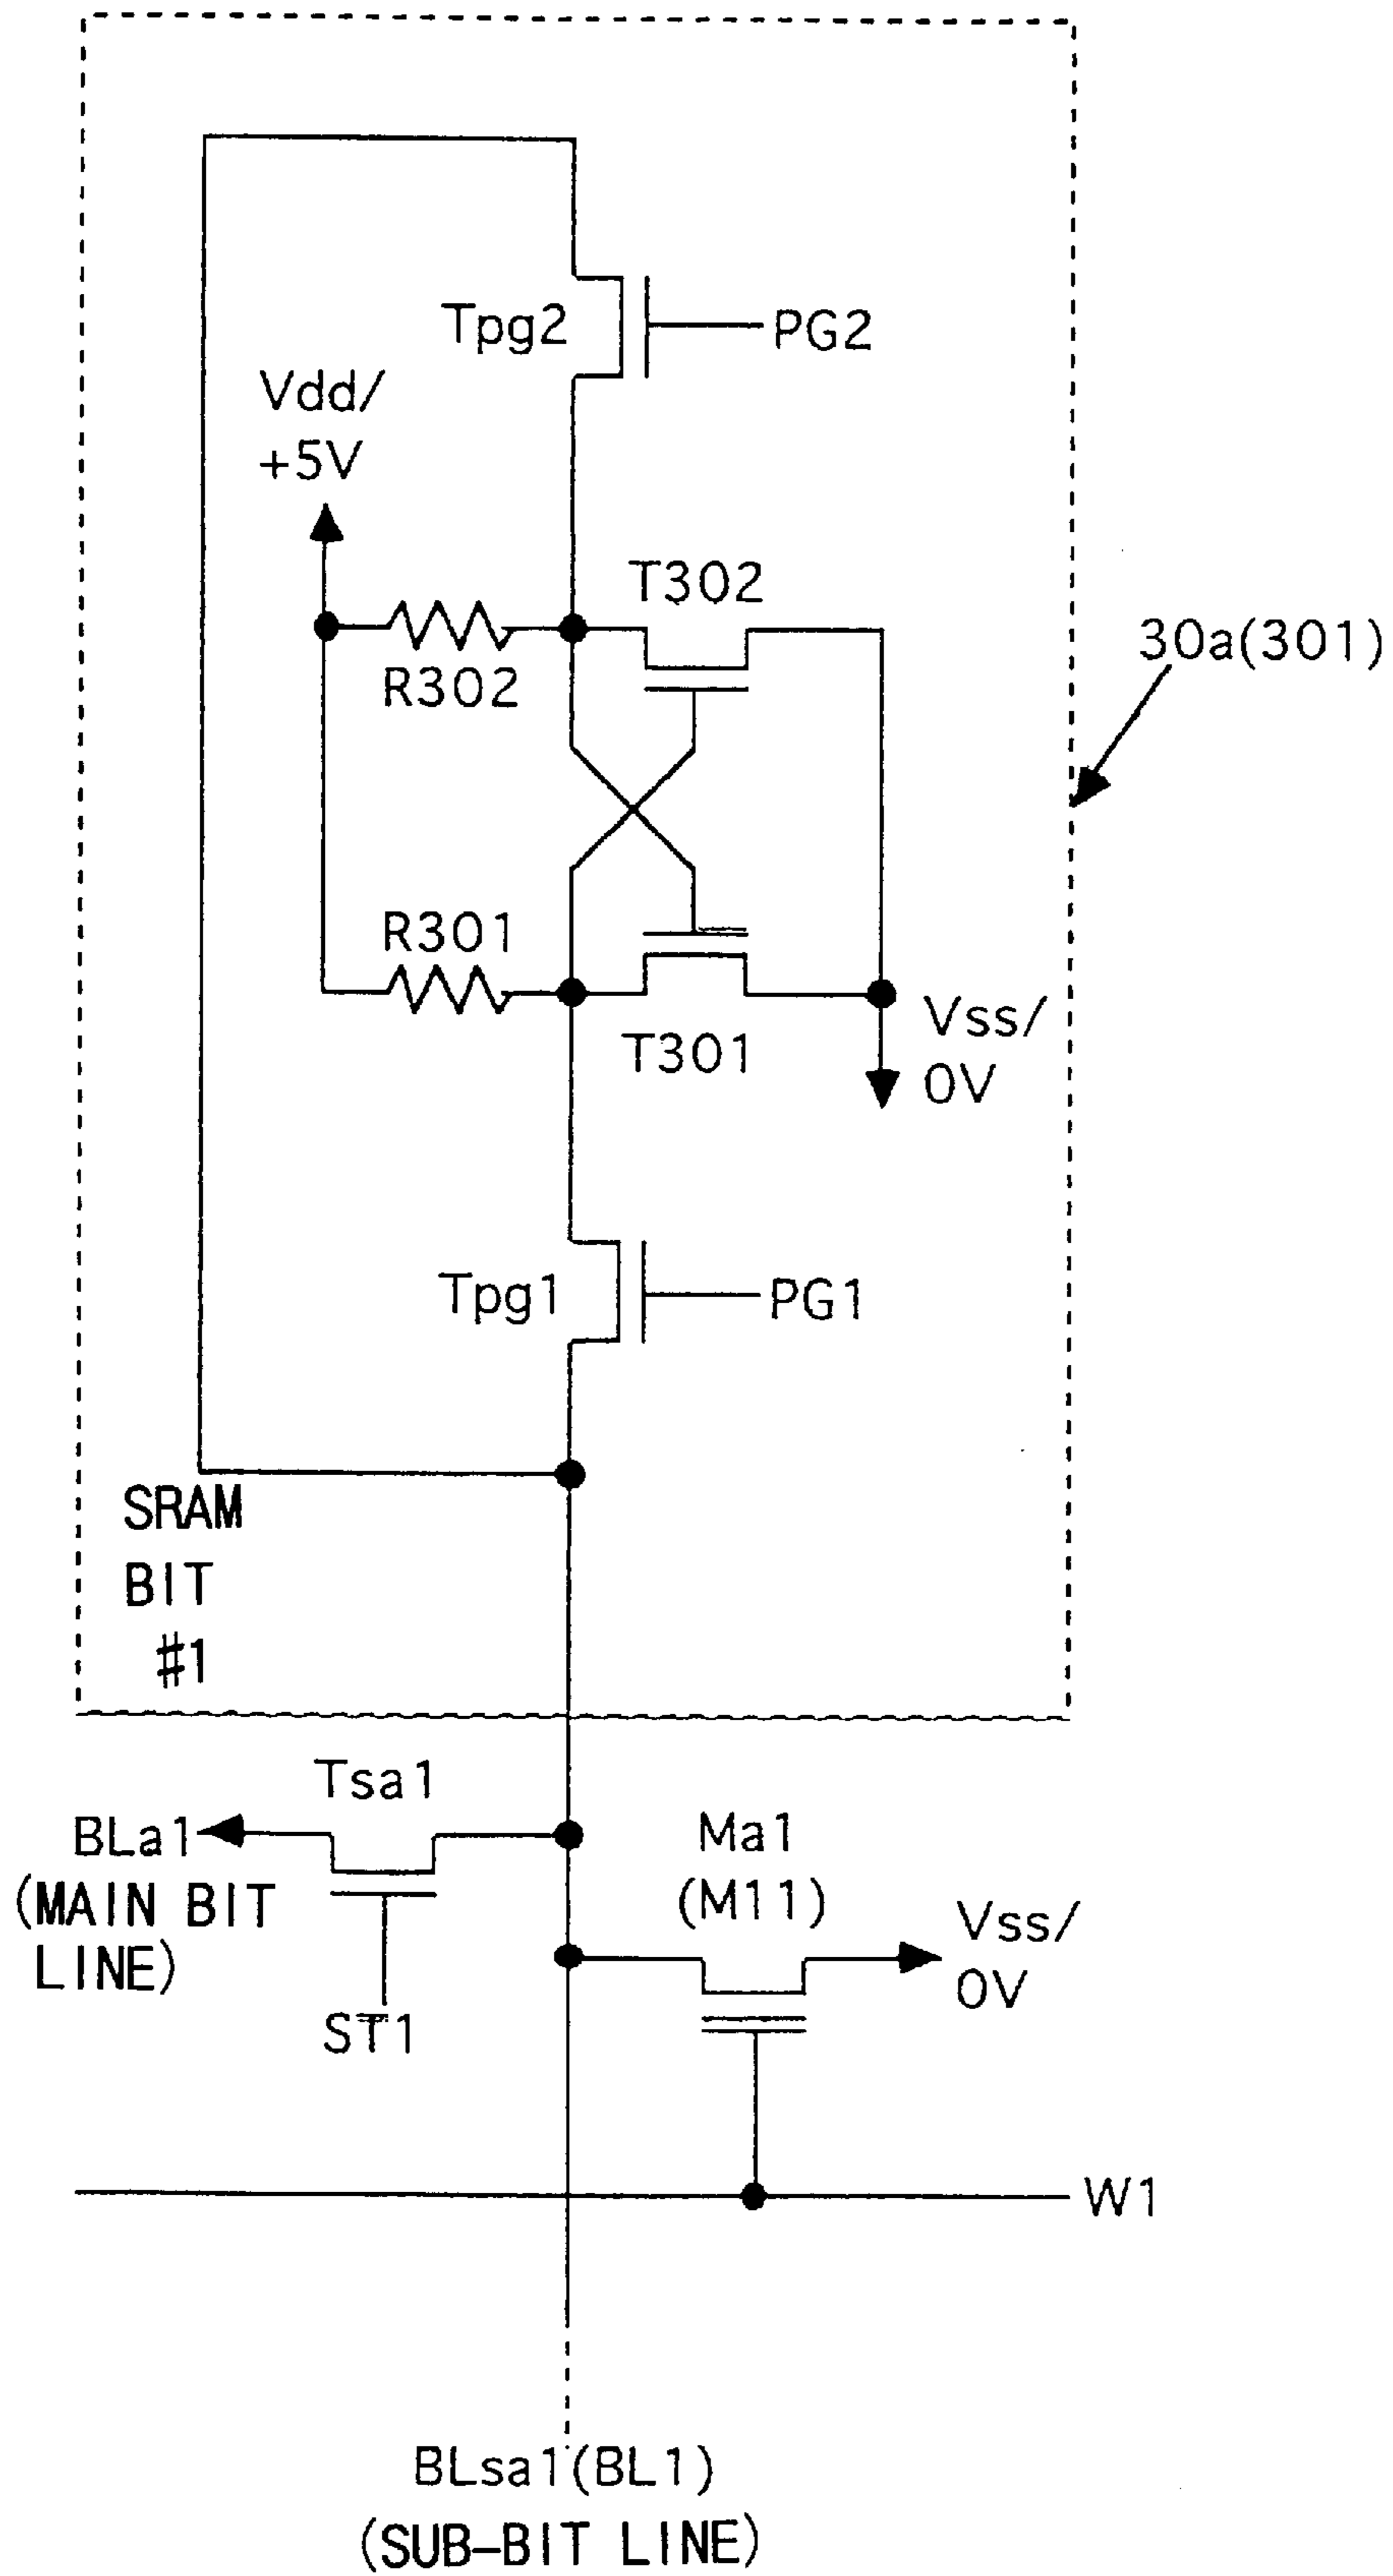 Tpg2
PG2
Vdd/
+5V
T302
R302
30a(301)
R301
T301
Vss/
0V
Tpg1
PG1
SRAM
BIT
#1
Tsa1
BLa1
(MAIN BIT
LINE)
ST1
Ma1
(M11)
Vss/
0V
W1
BLsa1(BL1)
(SUB-BIT LINE)